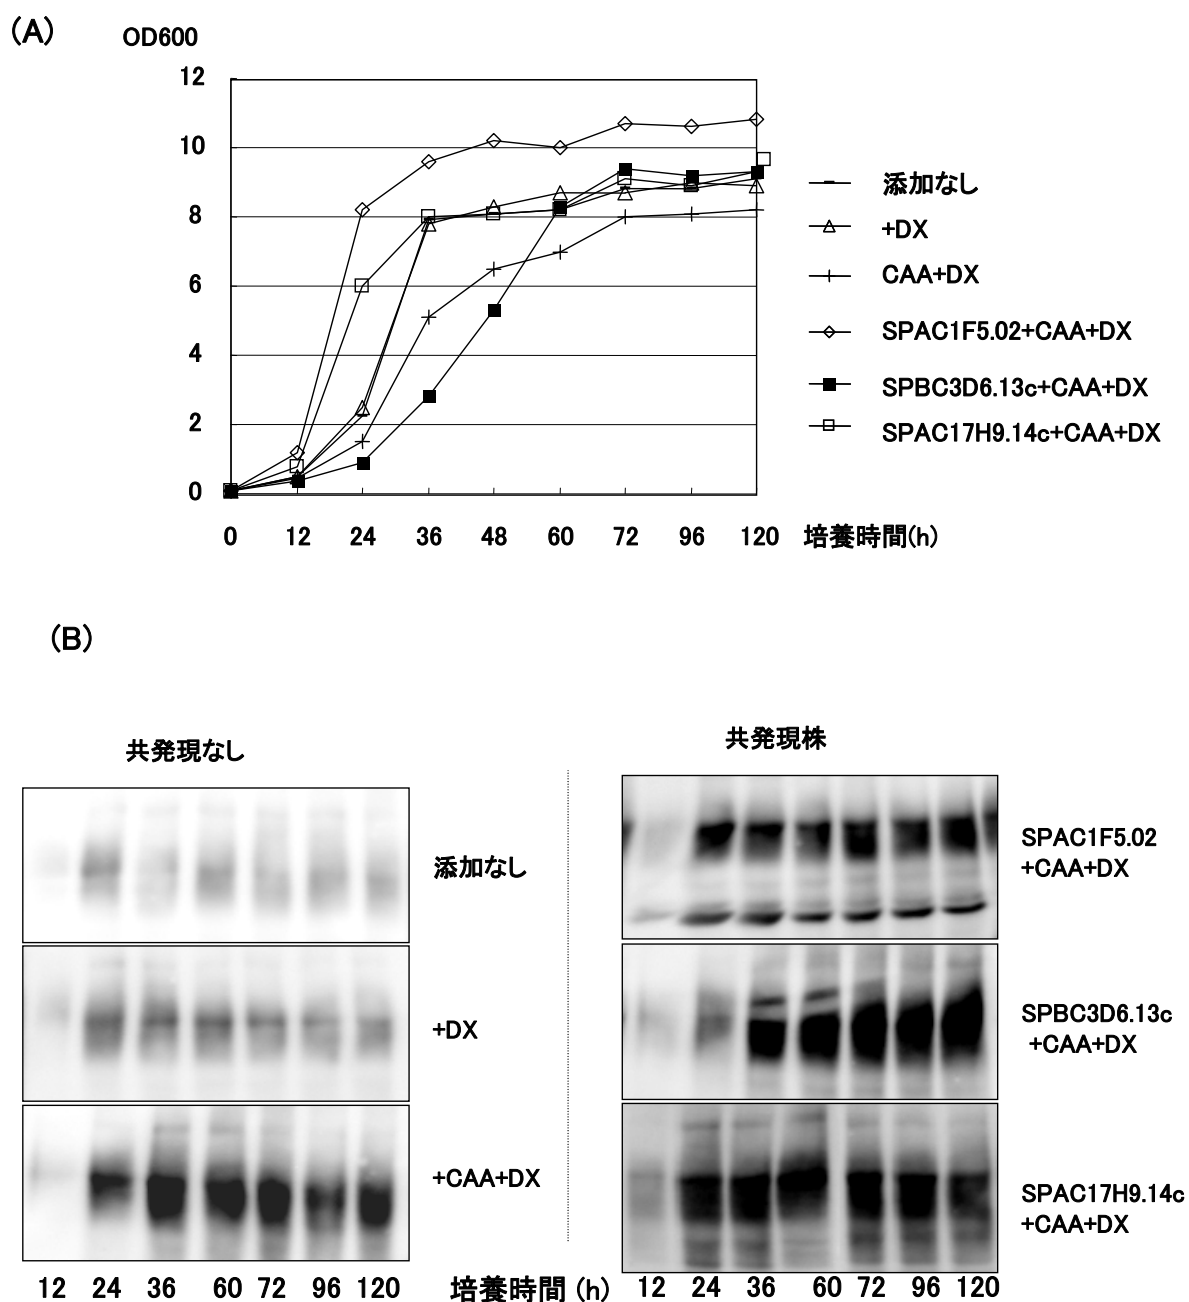 (A)
OD600
12
10
8
6
4
2
0
0 12 24 36 48 60 72 96 120 培養時間(h)
添加なし
+DX
CAA+DX
SPAC1F5.02+CAA+DX
SPBC3D6.13c+CAA+DX
SPAC17H9.14c+CAA+DX
(B)
共発現なし
添加なし
+DX
+CAA+DX
共発現株
SPAC1F5.02
+CAA+DX
SPBC3D6.13c
+CAA+DX
SPAC17H9.14c
+CAA+DX
12 24 36 60 72 96 120 培養時間 (h) 12 24 36 60 72 96 120